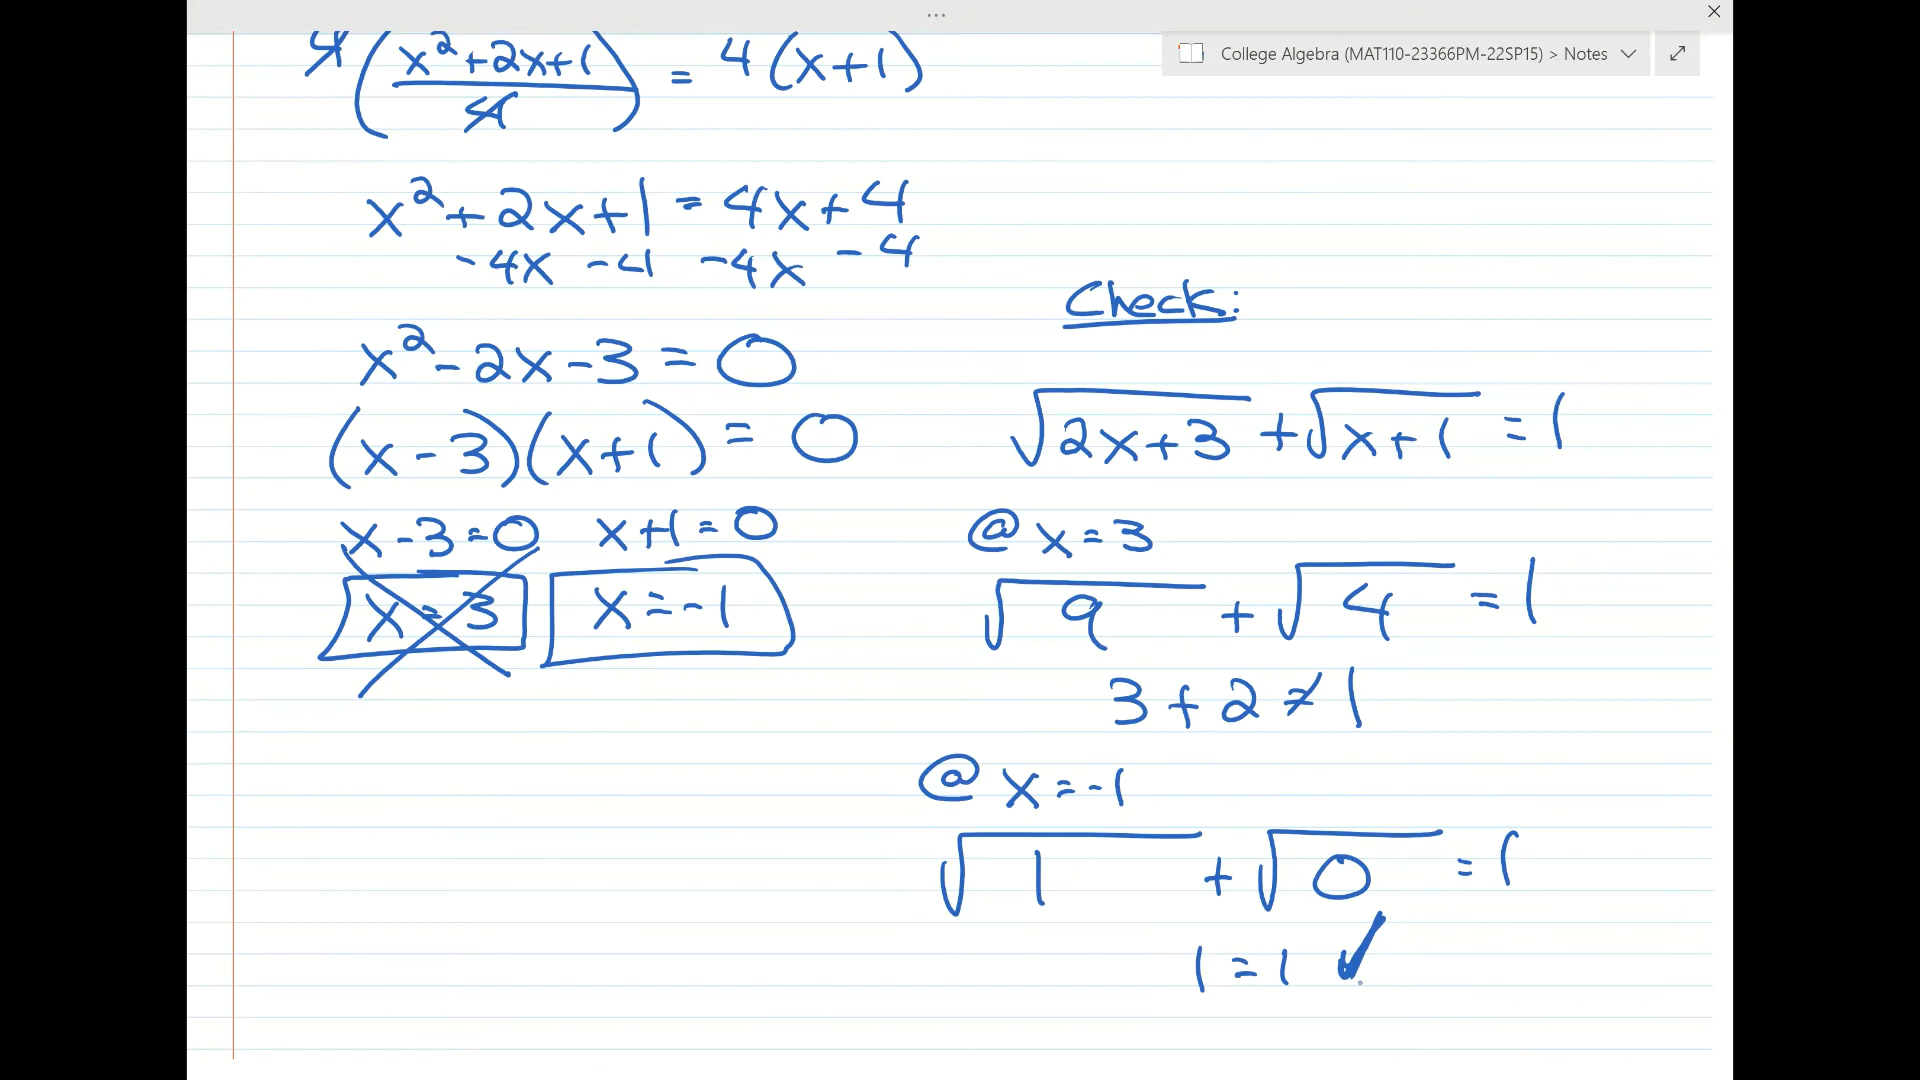 ...
College Algebra (MAT110-23366PM-22SP15) > Notes
4((x²+2x+1)/4) = 4(x+1)
x²+2x+1 = 4x+4
-4x -4 -4x -4
x²-2x-3=0
(x-3)(x+1)=0
x-3=0 x+1=0
x=3 x=-1
Check:
√(2x+3) + √(x+1) = 1
@ x=3
√9 + √4 = 1
3+2≠1
@ x=-1
√1 + √0 = 1
1=1 ✓